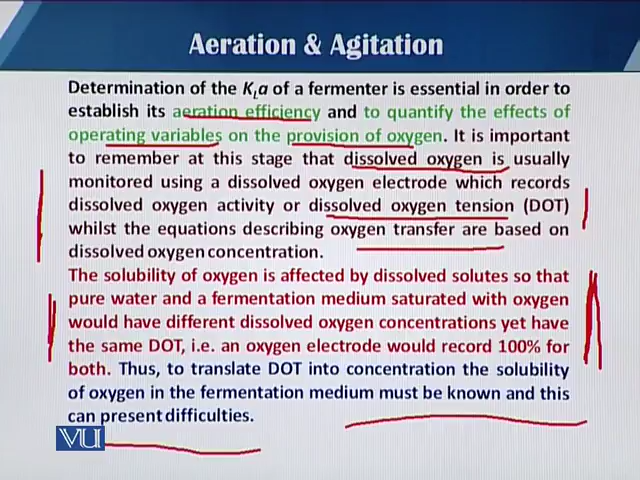 Aeration & Agitation
Determination of the KLa of a fermenter is essential in order to
establish its aeration efficiency and to quantify the effects of
operating variables on the provision of oxygen. It is important
to remember at this stage that dissolved oxygen is usually
monitored using a dissolved oxygen electrode which records
dissolved oxygen activity or dissolved oxygen tension (DOT)
whilst the equations describing oxygen transfer are based on
dissolved oxygen concentration.
The solubility of oxygen is affected by dissolved solutes so that
pure water and a fermentation medium saturated with oxygen
would have different dissolved oxygen concentrations yet have
the same DOT, i.e. an oxygen electrode would record 100% for
both. Thus, to translate DOT into concentration the solubility
of oxygen in the fermentation medium must be known and this
can present difficulties.
VU